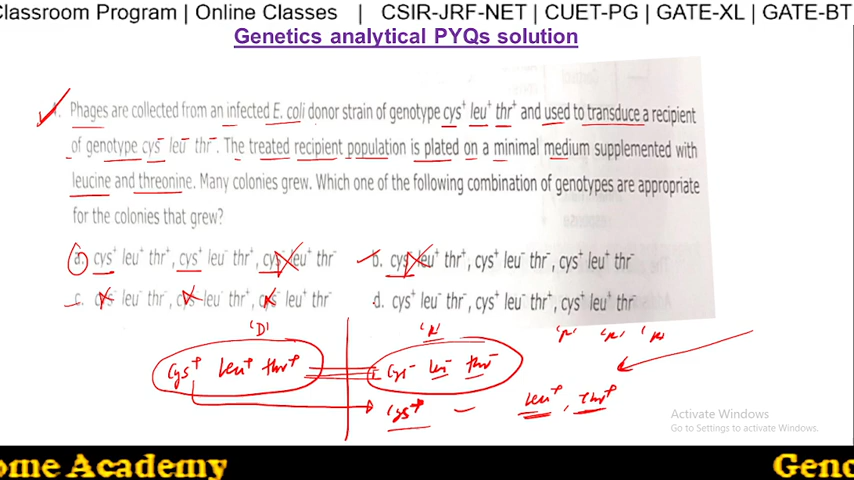 Classroom Program | Online Classes | CSIR-JRF-NET | CUET-PG | GATE-XL | GATE-BT
Genetics analytical PYQs solution
Phages are collected from an infected E. coli donor strain of genotype cys⁺ leu⁺ thr⁺ and used to transduce a recipient
of genotype cys⁻ leu⁻ thr⁻. The treated recipient population is plated on a minimal medium supplemented with
leucine and threonine. Many colonies grew. Which one of the following combination of genotypes are appropriate
for the colonies that grew?
a. cys⁺ leu⁺ thr⁺, cys⁺ leu⁻ thr⁺, cys⁻ leu⁺ thr⁻ b. cys⁻ leu⁺ thr⁺, cys⁺ leu⁻ thr⁻, cys⁺ leu⁺ thr⁻
c. cys⁻ leu⁻ thr⁻, cys⁻ leu⁻ thr⁺, cys⁻ leu⁺ thr⁻ d. cys⁺ leu⁻ thr⁻, cys⁺ leu⁻ thr⁺, cys⁺ leu⁺ thr⁻
'D' 'R'
Cys⁺ leu⁺ thr⁺ Cys⁻ leu⁻ thr⁻
Cys⁺ – leu⁺, thr⁺
Activate Windows
Go to Settings to activate Windows.
ome Academy Geno